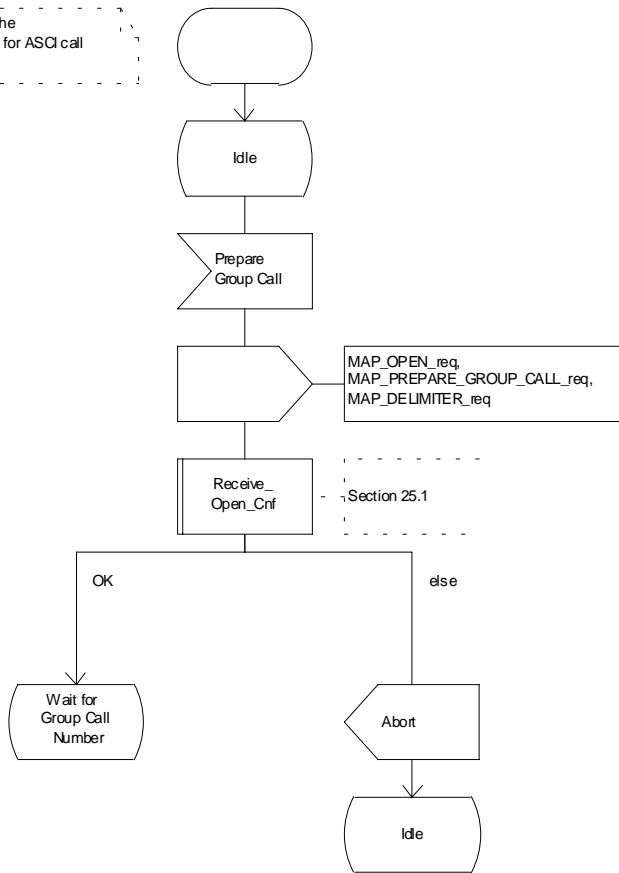 he
for ASCI call
Idle
Prepare
Group Call
MAP_OPEN_req,
MAP_PREPARE_GROUP_CALL_req,
MAP_DELIMITER_req
Receive_
Open_Cnf
Section 25.1
OK
else
Wait for
Group Call
Number
Abort
Idle